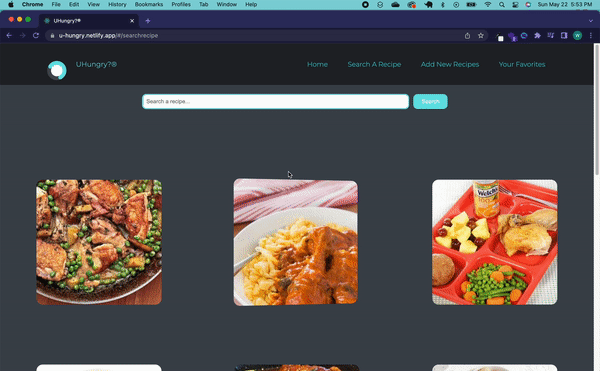 Chrome File Edit View History Bookmarks Profiles Tab Window Help Sun May 22 5:53 PM
UHungry?®
u-hungry.netlify.app/#/searchrecipe
UHungry?® Home Search A Recipe Add New Recipes Your Favorites
Search a recipe... Search
Welch's